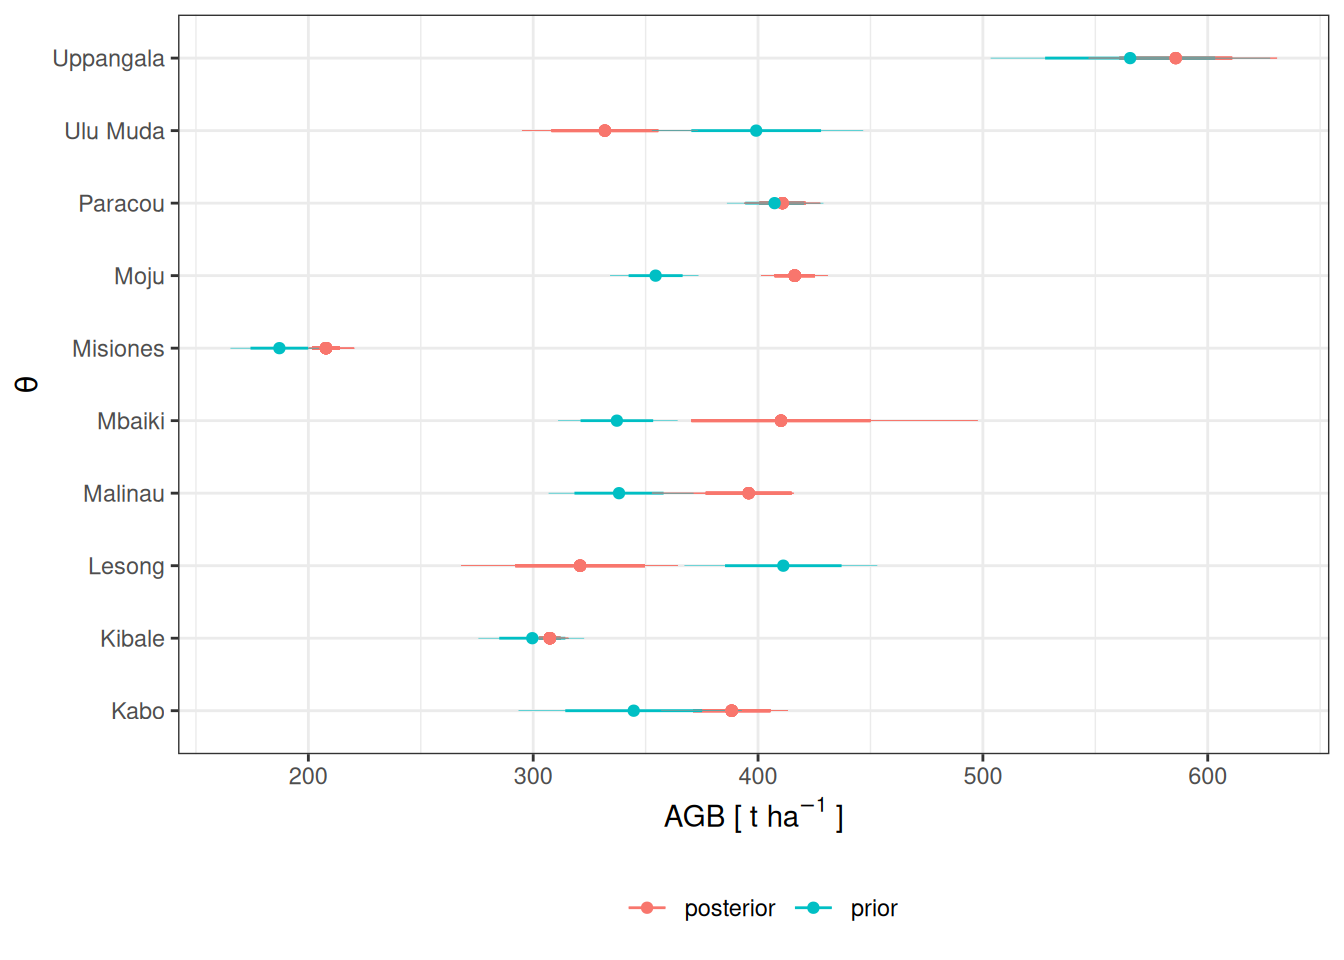 Uppangala
Ulu Muda
Paracou
Moju
Misiones
Mbaiki
Malinau
Lesong
Kibale
Kabo
θ
200 300 400 500 600
AGB [ t ha⁻¹ ]
posterior prior